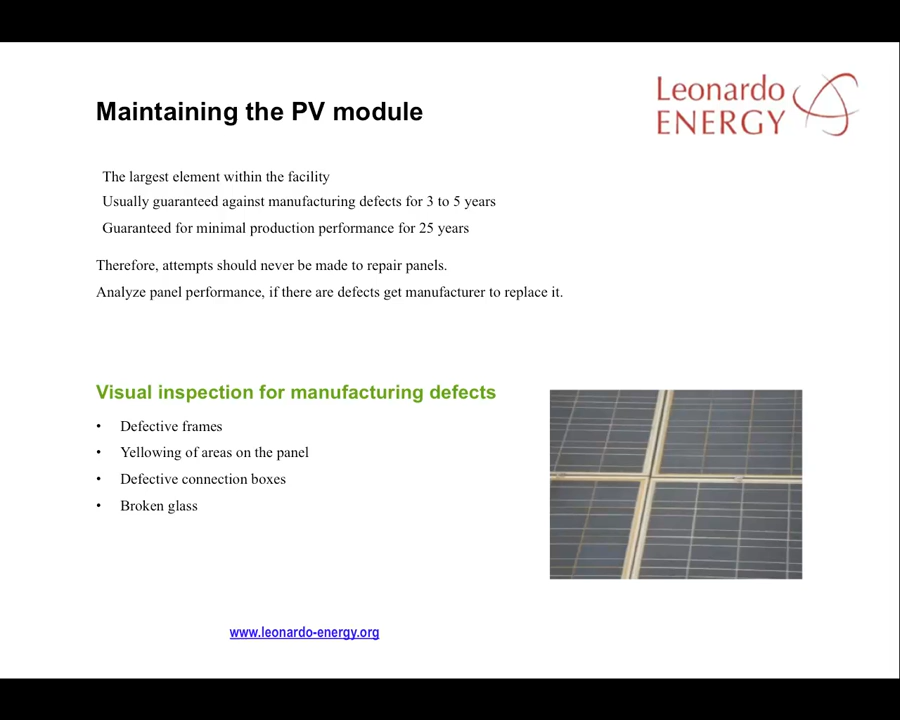 Leonardo
ENERGY
Maintaining the PV module
The largest element within the facility
Usually guaranteed against manufacturing defects for 3 to 5 years
Guaranteed for minimal production performance for 25 years
Therefore, attempts should never be made to repair panels.
Analyze panel performance, if there are defects get manufacturer to replace it.
Visual inspection for manufacturing defects
• Defective frames
• Yellowing of areas on the panel
• Defective connection boxes
• Broken glass
www.leonardo-energy.org